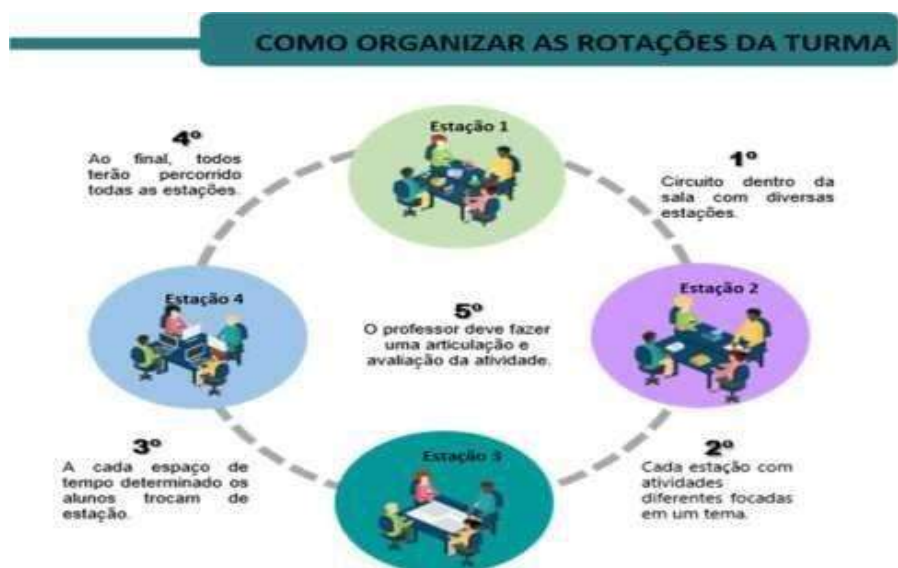 COMO ORGANIZAR AS ROTAÇÕES DA TURMA
Estação 1
4º
Ao final, todos
terão percorrido
todas as estações.
1º
Circuito dentro da
sala com diversas
estações.
Estação 4
Estação 2
5º
O professor deve fazer
uma articulação e
avaliação da atividade.
3º
A cada espaço de
tempo determinado os
alunos trocam de
estação.
Estação 3
2º
Cada estação com
atividades
diferentes focadas
em um tema.